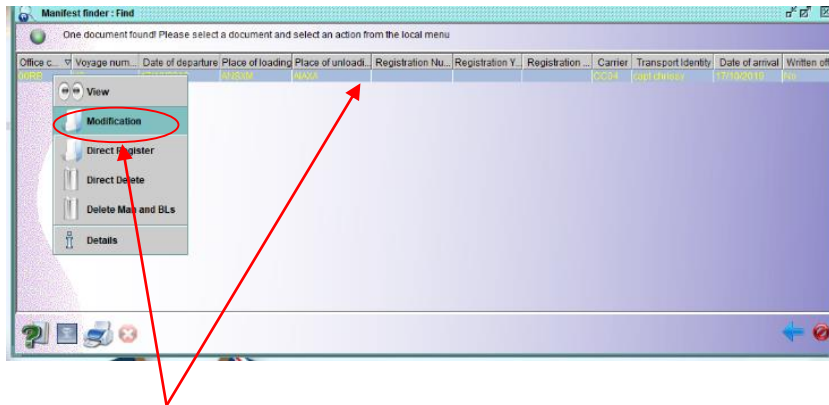 Manifest finder : Find
One document found! Please select a document and select an action from the local menu
Office c... Voyage num... Date of departure Place of loading Place of unloadi... Registration Nu... Registration Y... Registration ... Carrier Transport Identity Date of arrival Written off
00RB ANSXM AIAXA CC04 capt chrissy 17/10/2019 No
View
Modification
Direct Register
Direct Delete
Delete Man and BLs
Details